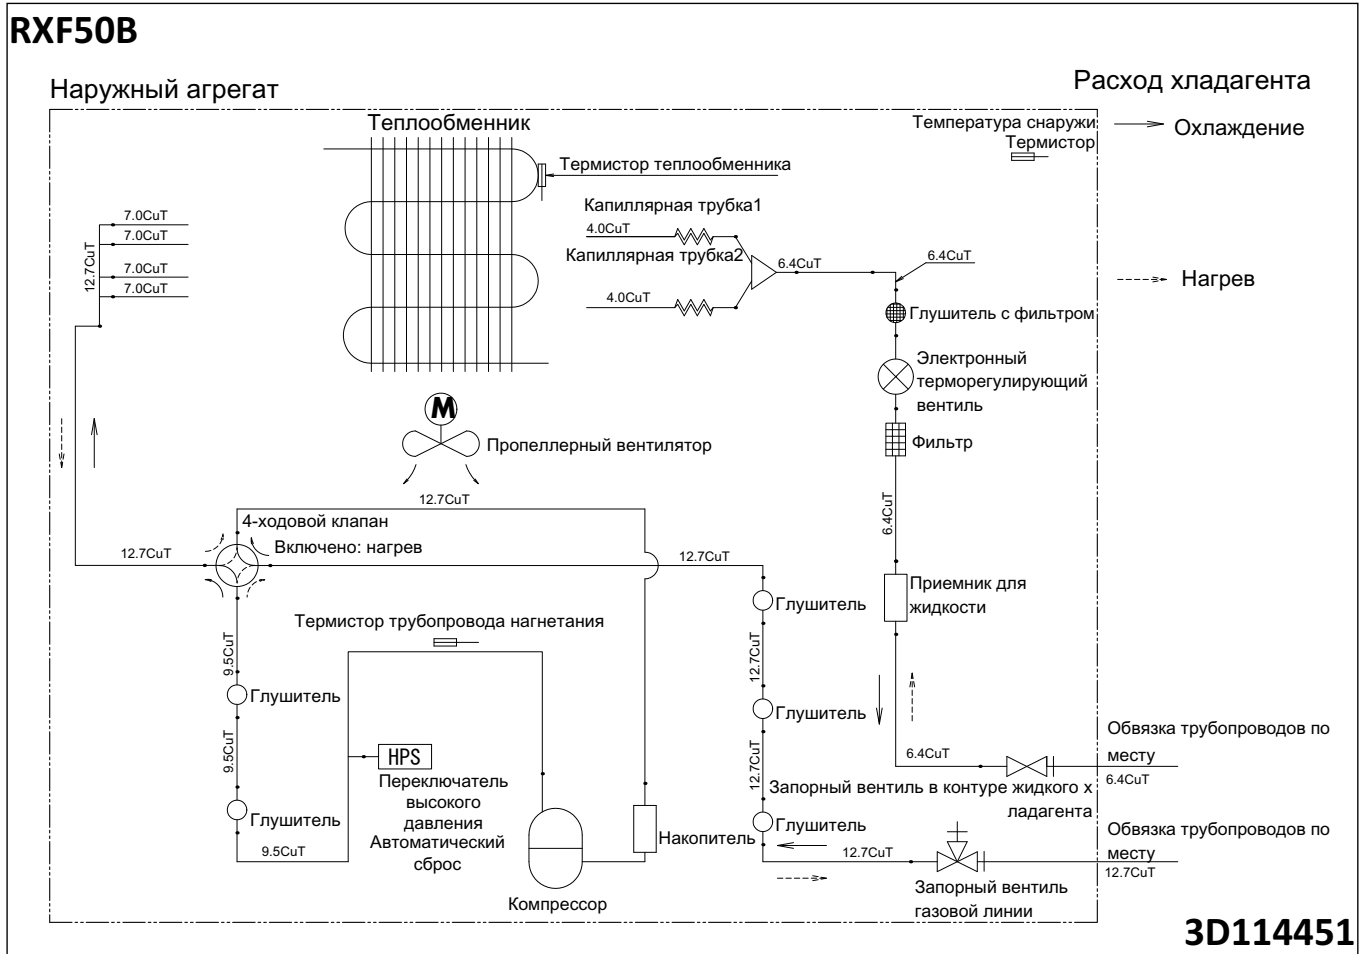 RXF50B
Наружный агрегат
Расход хладагента
Теплообменник
Температура снаружи
Термистор
Охлаждение
Термистор теплообменника
Капиллярная трубка1
4.0CuT
Капиллярная трубка2
6.4CuT
6.4CuT
4.0CuT
7.0CuT
7.0CuT
7.0CuT
7.0CuT
12.7CuT
Нагрев
Глушитель с фильтром
Электронный
терморегулирующий
вентиль
Фильтр
M
Пропеллерный вентилятор
12.7CuT
6.4CuT
4-ходовой клапан
Включено: нагрев
12.7CuT
12.7CuT
Приемник для
жидкости
Глушитель
Термистор трубопровода нагнетания
9.5CuT
12.7CuT
Глушитель
Глушитель
9.5CuT
12.7CuT
HPS
Переключатель
высокого
давления
Автоматический
сброс
6.4CuT
Обвязка трубопроводов по
месту
6.4CuT
Запорный вентиль в контуре жидкого х
ладагента
Глушитель
9.5CuT
Накопитель
Глушитель
12.7CuT
Обвязка трубопроводов по
месту
12.7CuT
Компрессор
Запорный вентиль
газовой линии
3D114451